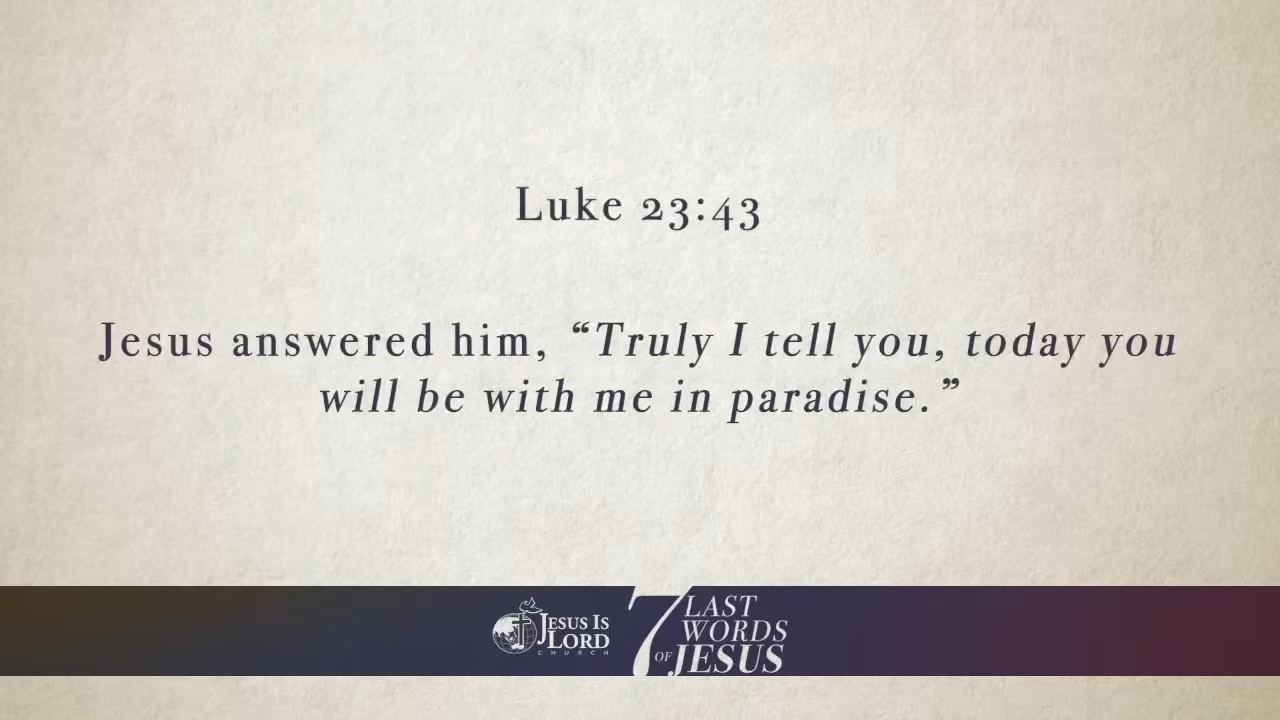 Luke 23:43
Jesus answered him, “Truly I tell you, today you
will be with me in paradise.”
JESUS IS
LORD
CHURCH
7 LAST
WORDS
OF JESUS